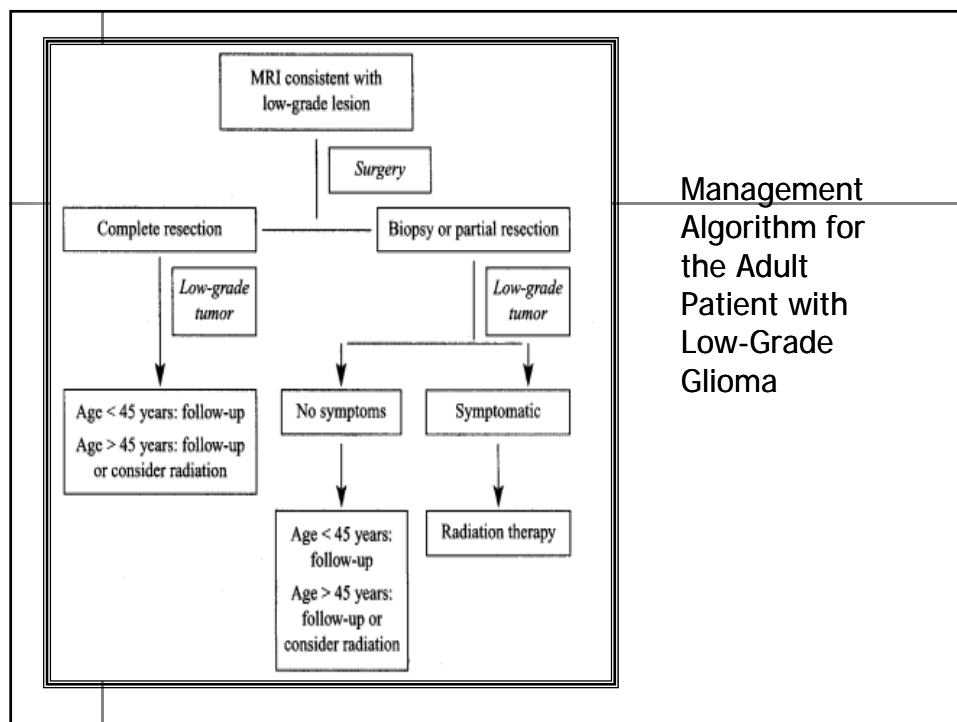 MRI consistent with
low-grade lesion
Surgery
Complete resection
Biopsy or partial resection
Low-grade
tumor
Low-grade
tumor
Age < 45 years: follow-up
Age > 45 years: follow-up
or consider radiation
No symptoms
Symptomatic
Age < 45 years:
follow-up
Age > 45 years:
follow-up or
consider radiation
Radiation therapy
Management
Algorithm for
the Adult
Patient with
Low-Grade
Glioma